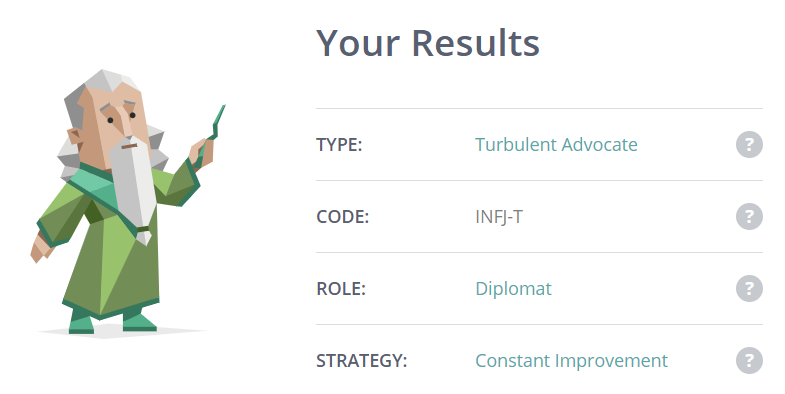 Your Results
TYPE: Turbulent Advocate ?
CODE: INFJ-T ?
ROLE: Diplomat ?
STRATEGY: Constant Improvement ?